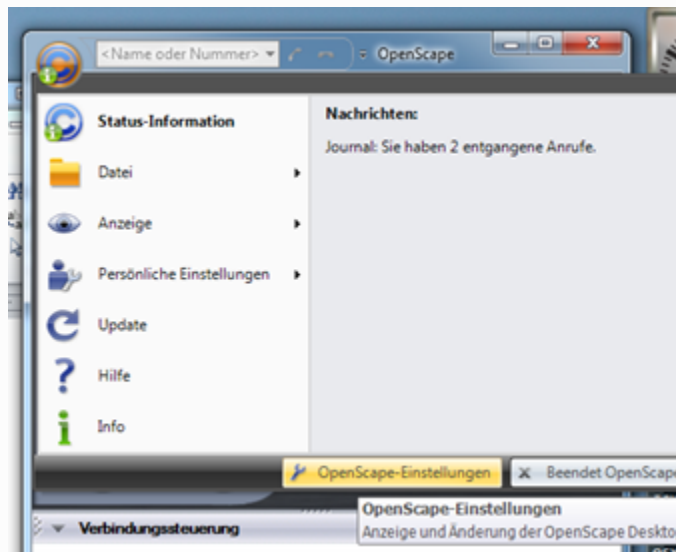 <Name oder Nummer>
OpenScape
Status-Information
Datei
Anzeige
Persönliche Einstellungen
Update
Hilfe
Info
Nachrichten:
Journal: Sie haben 2 entgangene Anrufe.
OpenScape-Einstellungen
Beendet OpenScape
OpenScape-Einstellungen
Anzeige und Änderung der OpenScape Deskto
Verbindungssteuerung